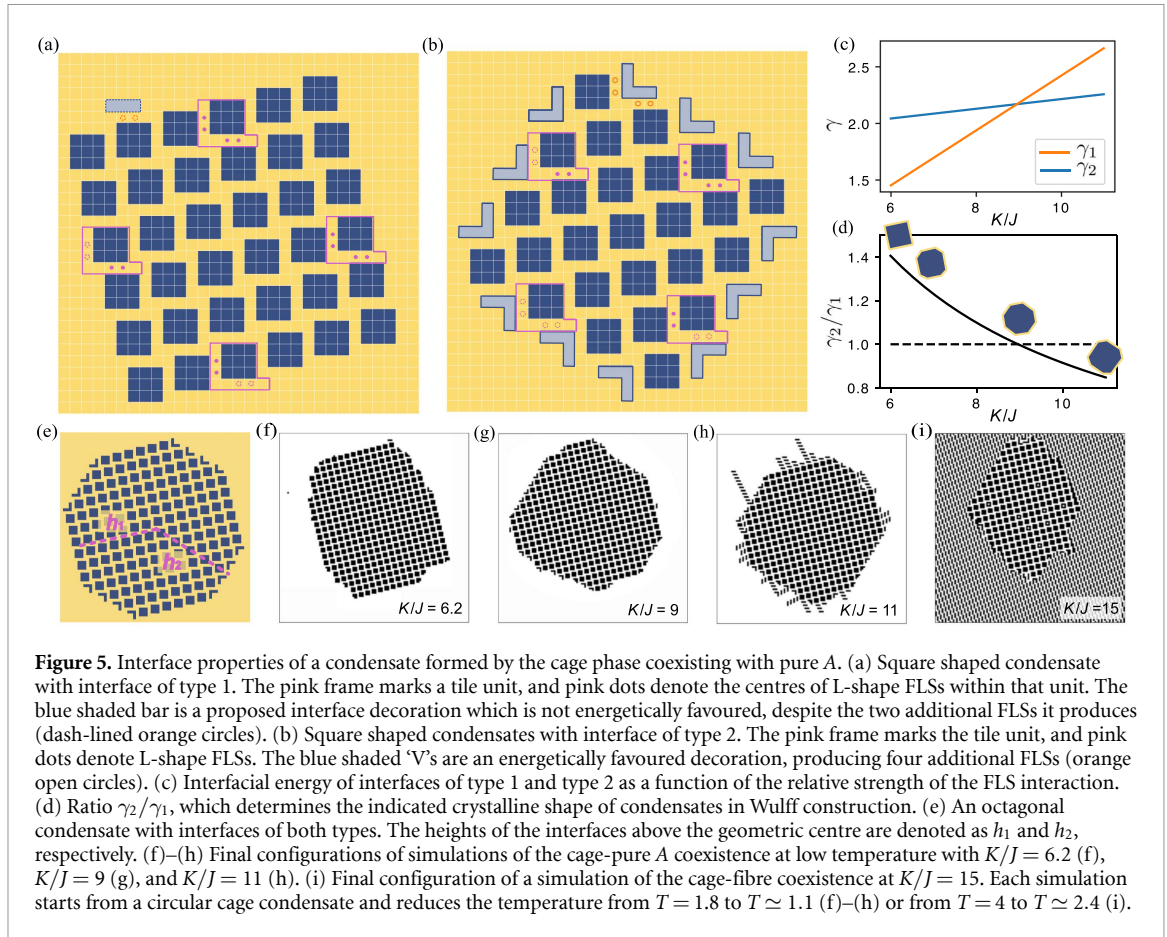 (a)
(b)
(c)
γ
2.5
2.0
1.5
γ₁
γ₂
6
8
10
K/J
(d)
γ₂/γ₁
1.4
1.2
1.0
0.8
6
8
10
K/J
(e)
h₁
h₂
(f)
K/J = 6.2
(g)
K/J = 9
(h)
K/J = 11
(i)
K/J =15
Figure 5. Interface properties of a condensate formed by the cage phase coexisting with pure A. (a) Square shaped condensate
with interface of type 1. The pink frame marks a tile unit, and pink dots denote the centres of L-shape FLSs within that unit. The
blue shaded bar is a proposed interface decoration which is not energetically favoured, despite the two additional FLSs it produces
(dash-lined orange circles). (b) Square shaped condensates with interface of type 2. The pink frame marks the tile unit, and pink
dots denote L-shape FLSs. The blue shaded ‘V’s are an energetically favoured decoration, producing four additional FLSs (orange
open circles). (c) Interfacial energy of interfaces of type 1 and type 2 as a function of the relative strength of the FLS interaction.
(d) Ratio γ₂/γ₁, which determines the indicated crystalline shape of condensates in Wulff construction. (e) An octagonal
condensate with interfaces of both types. The heights of the interfaces above the geometric centre are denoted as h₁ and h₂,
respectively. (f)–(h) Final configurations of simulations of the cage-pure A coexistence at low temperature with K/J = 6.2 (f),
K/J = 9 (g), and K/J = 11 (h). (i) Final configuration of a simulation of the cage-fibre coexistence at K/J = 15. Each simulation
starts from a circular cage condensate and reduces the temperature from T = 1.8 to T ≃ 1.1 (f)–(h) or from T = 4 to T ≃ 2.4 (i).